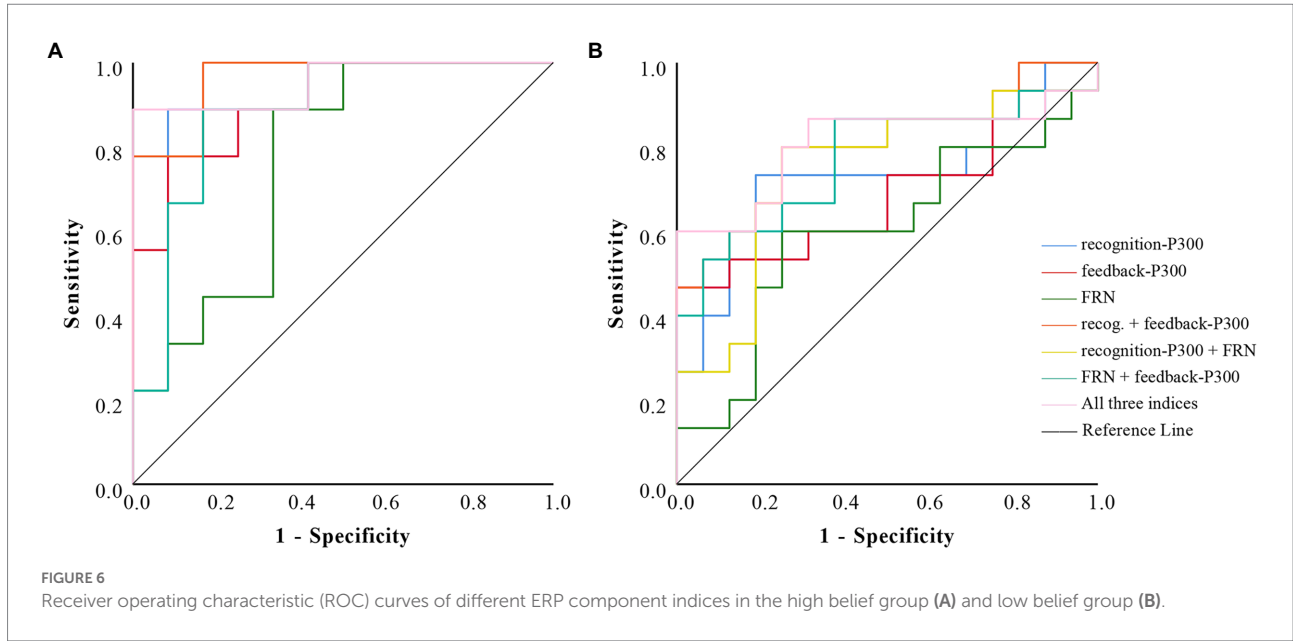 A
1.0
0.8
0.6
0.4
0.2
0.0
Sensitivity
0.0 0.2 0.4 0.6 0.8 1.0
1 - Specificity
B
1.0
0.8
0.6
0.4
0.2
0.0
Sensitivity
0.0 0.2 0.4 0.6 0.8 1.0
1 - Specificity
recognition-P300
feedback-P300
FRN
recog. + feedback-P300
recognition-P300 + FRN
FRN + feedback-P300
All three indices
Reference Line
FIGURE 6
Receiver operating characteristic (ROC) curves of different ERP component indices in the high belief group (A) and low belief group (B).